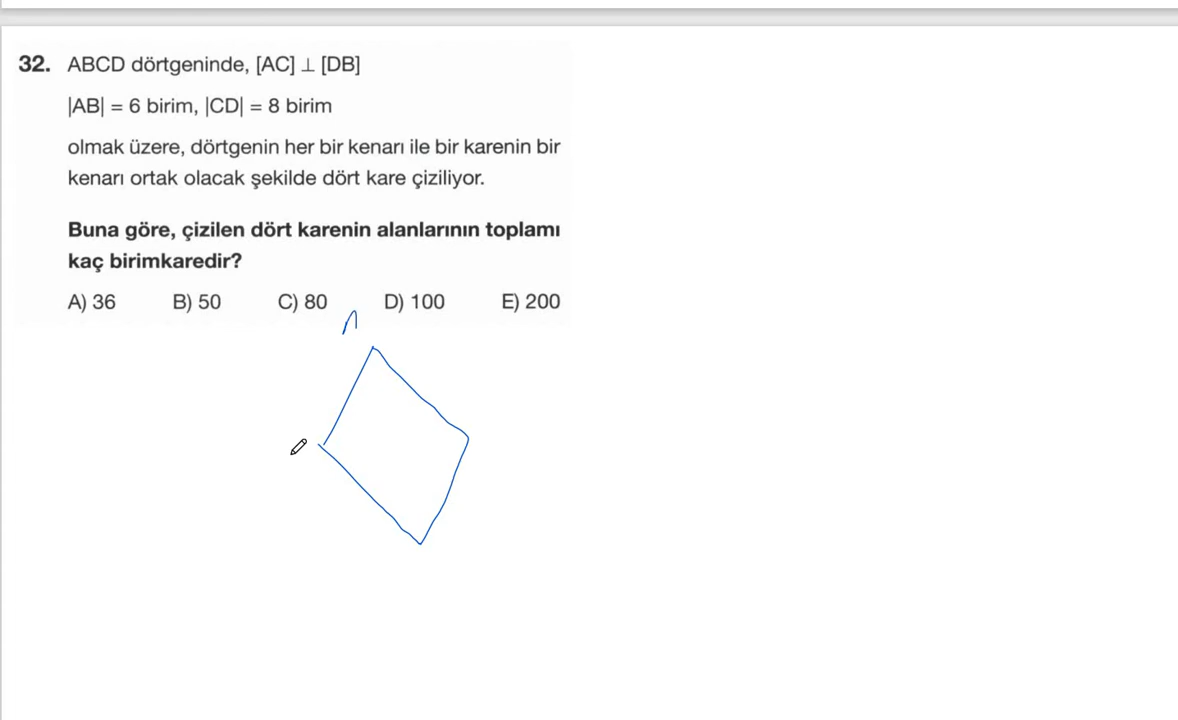 32. ABCD dörtgeninde, [AC] ⊥ [DB]
|AB| = 6 birim, |CD| = 8 birim
olmak üzere, dörtgenin her bir kenarı ile bir karenin bir
kenarı ortak olacak şekilde dört kare çiziliyor.
Buna göre, çizilen dört karenin alanlarının toplamı
kaç birimkaredir?
A) 36 B) 50 C) 80 D) 100 E) 200